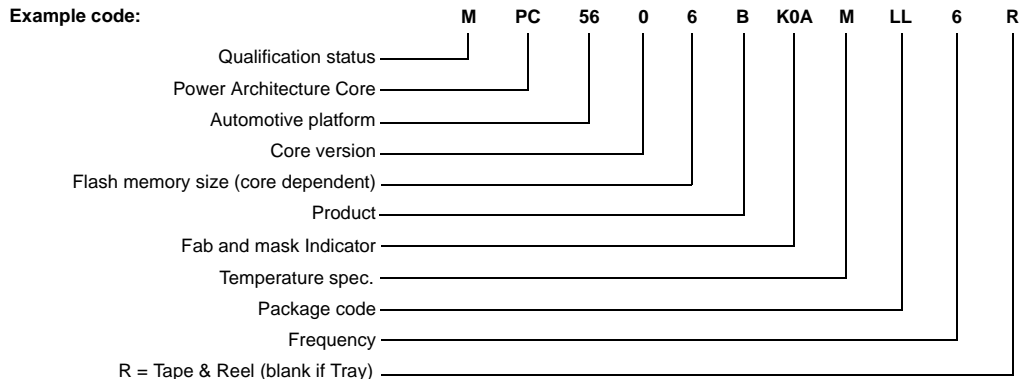 Example code: M PC 56 0 6 B K0A M LL 6 R
Qualification status
Power Architecture Core
Automotive platform
Core version
Flash memory size (core dependent)
Product
Fab and mask Indicator
Temperature spec.
Package code
Frequency
R = Tape & Reel (blank if Tray)